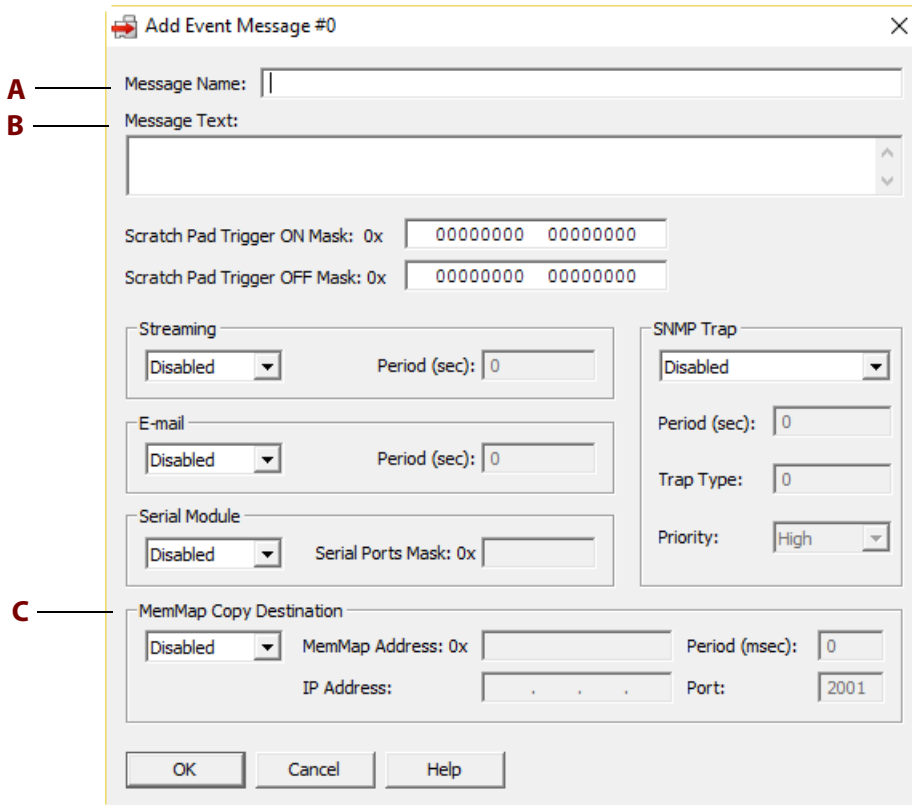 Add Event Message #0
A
Message Name:
B
Message Text:
Scratch Pad Trigger ON Mask: 0x 00000000 00000000
Scratch Pad Trigger OFF Mask: 0x 00000000 00000000
Streaming
Disabled Period (sec): 0
E-mail
Disabled Period (sec): 0
Serial Module
Disabled Serial Ports Mask: 0x
SNMP Trap
Disabled
Period (sec): 0
Trap Type: 0
Priority: High
C
MemMap Copy Destination
Disabled MemMap Address: 0x Period (msec): 0
IP Address: . . . Port: 2001
OK Cancel Help